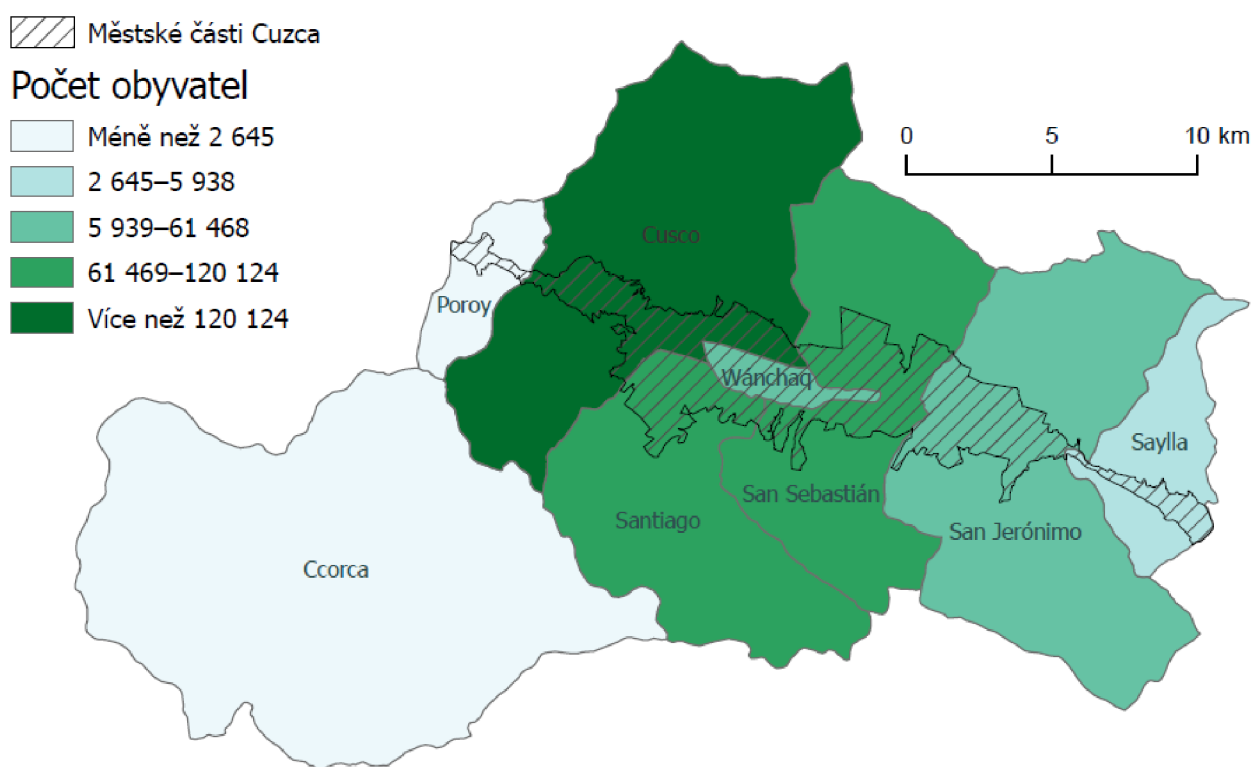 Městské části Cuzca
Počet obyvatel
Méně než 2 645
2 645–5 938
5 939–61 468
61 469–120 124
Více než 120 124
0 5 10 km
Cusco
Poroy
Wánchaq
Saylla
San Sebastián
Santiago
San Jerónimo
Ccorca